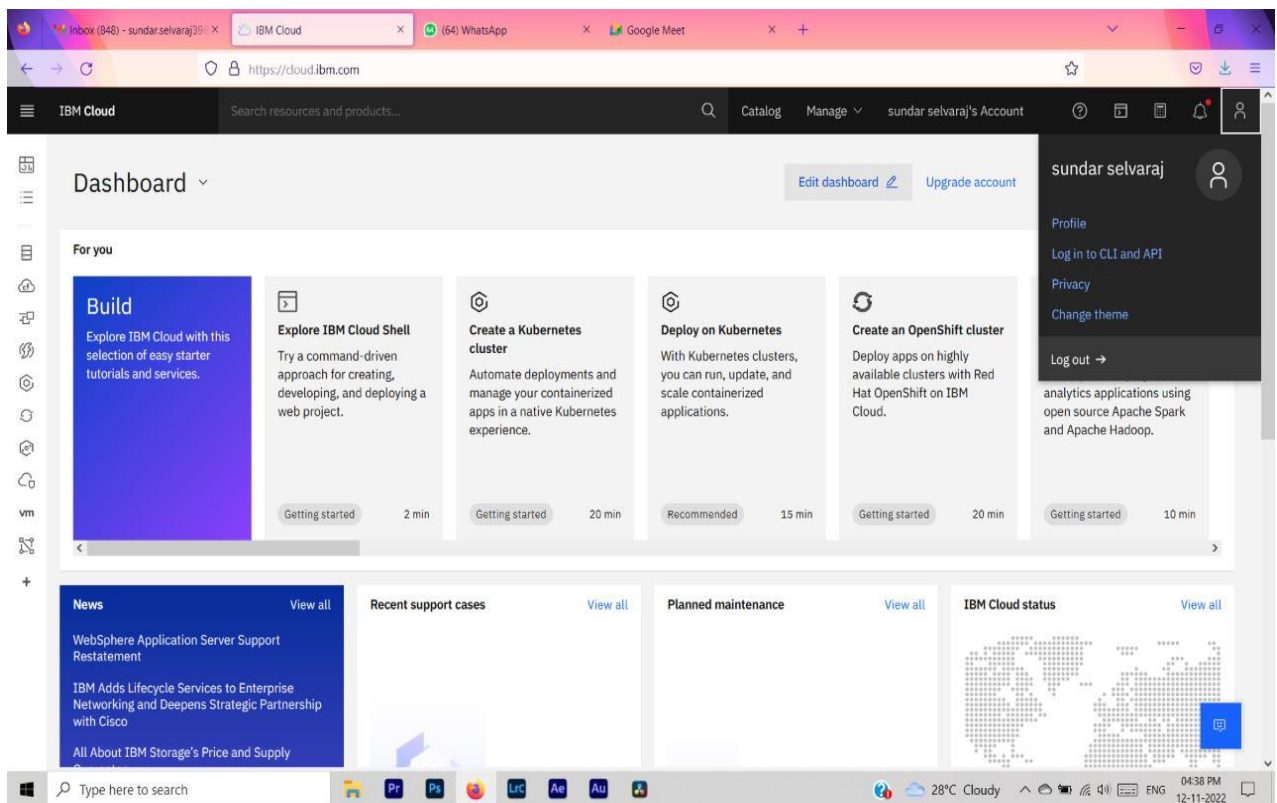 Inbox (848) - sundar.selvaraj39
IBM Cloud
(64) WhatsApp
Google Meet
https://cloud.ibm.com
IBM Cloud
Search resources and products...
Catalog
Manage
sundar selvaraj's Account
Dashboard
Edit dashboard
Upgrade account
sundar selvaraj
Profile
Log in to CLI and API
Privacy
Change theme
Log out →
For you
Build
Explore IBM Cloud with this
selection of easy starter
tutorials and services.
Explore IBM Cloud Shell
Try a command-driven
approach for creating,
developing, and deploying a
web project.
Getting started 2 min
Create a Kubernetes
cluster
Automate deployments and
manage your containerized
apps in a native Kubernetes
experience.
Getting started 20 min
Deploy on Kubernetes
With Kubernetes clusters,
you can run, update, and
scale containerized
applications.
Recommended 15 min
Create an OpenShift cluster
Deploy apps on highly
available clusters with Red
Hat OpenShift on IBM
Cloud.
Getting started 20 min
analytics applications using
open source Apache Spark
and Apache Hadoop.
Getting started 10 min
vm
News View all
WebSphere Application Server Support
Restatement
IBM Adds Lifecycle Services to Enterprise
Networking and Deepens Strategic Partnership
with Cisco
All About IBM Storage's Price and Supply
Recent support cases View all
Planned maintenance View all
IBM Cloud status View all
Type here to search
Pr
Ps
LrC
Ae
Au
28°C Cloudy
ENG
04:38 PM
12-11-2022